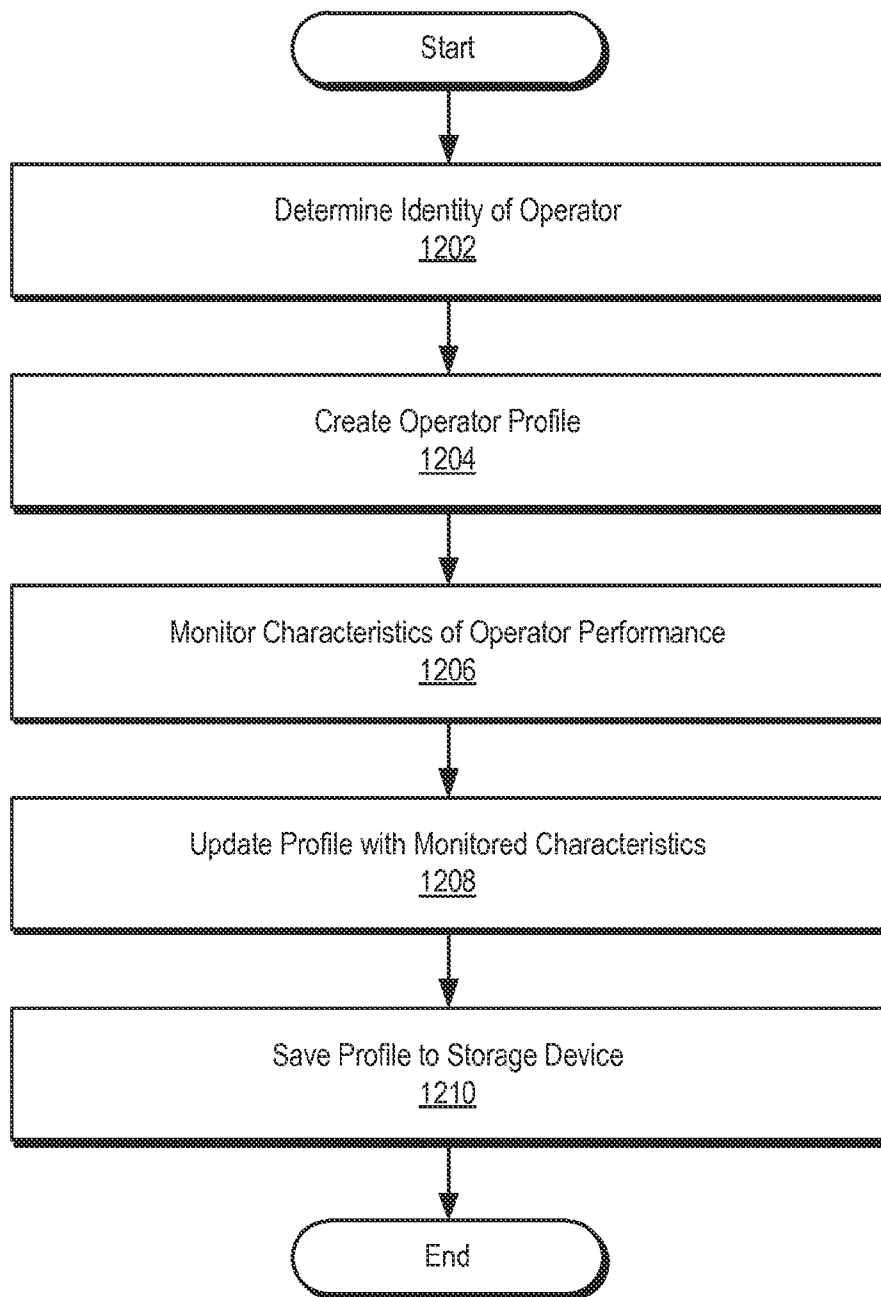 Start
Determine Identity of Operator
1202
Create Operator Profile
1204
Monitor Characteristics of Operator Performance
1206
Update Profile with Monitored Characteristics
1208
Save Profile to Storage Device
1210
End